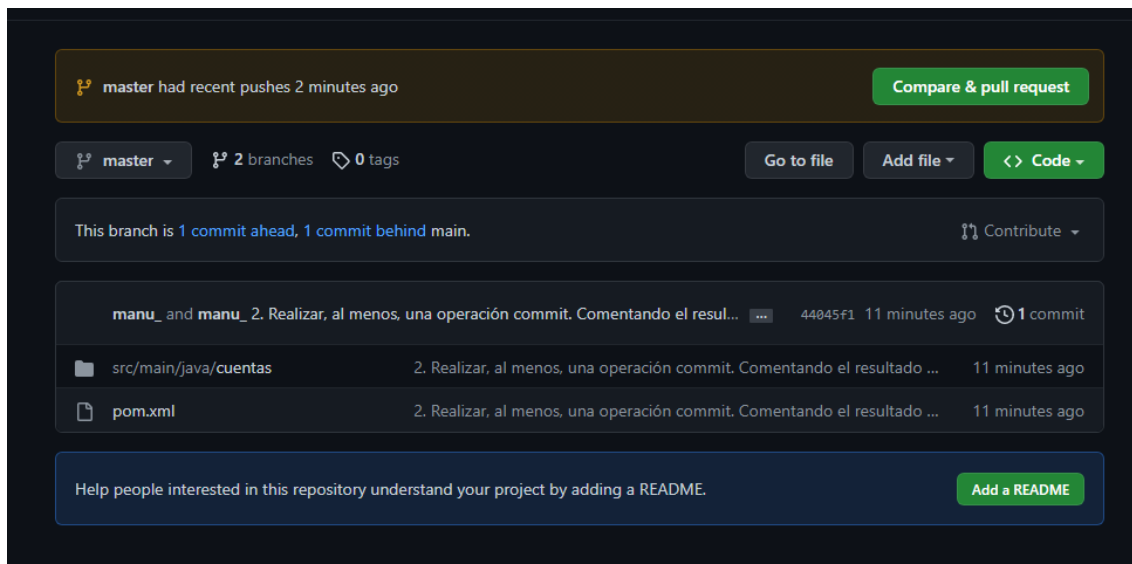 master had recent pushes 2 minutes ago Compare & pull request
master 2 branches 0 tags Go to file Add file <> Code
This branch is 1 commit ahead, 1 commit behind main. Contribute
manu_ and manu_ 2. Realizar, al menos, una operación commit. Comentando el resul... ... 44045f1 11 minutes ago 1 commit
src/main/java/cuentas 2. Realizar, al menos, una operación commit. Comentando el resultado ... 11 minutes ago
pom.xml 2. Realizar, al menos, una operación commit. Comentando el resultado ... 11 minutes ago
Help people interested in this repository understand your project by adding a README. Add a README